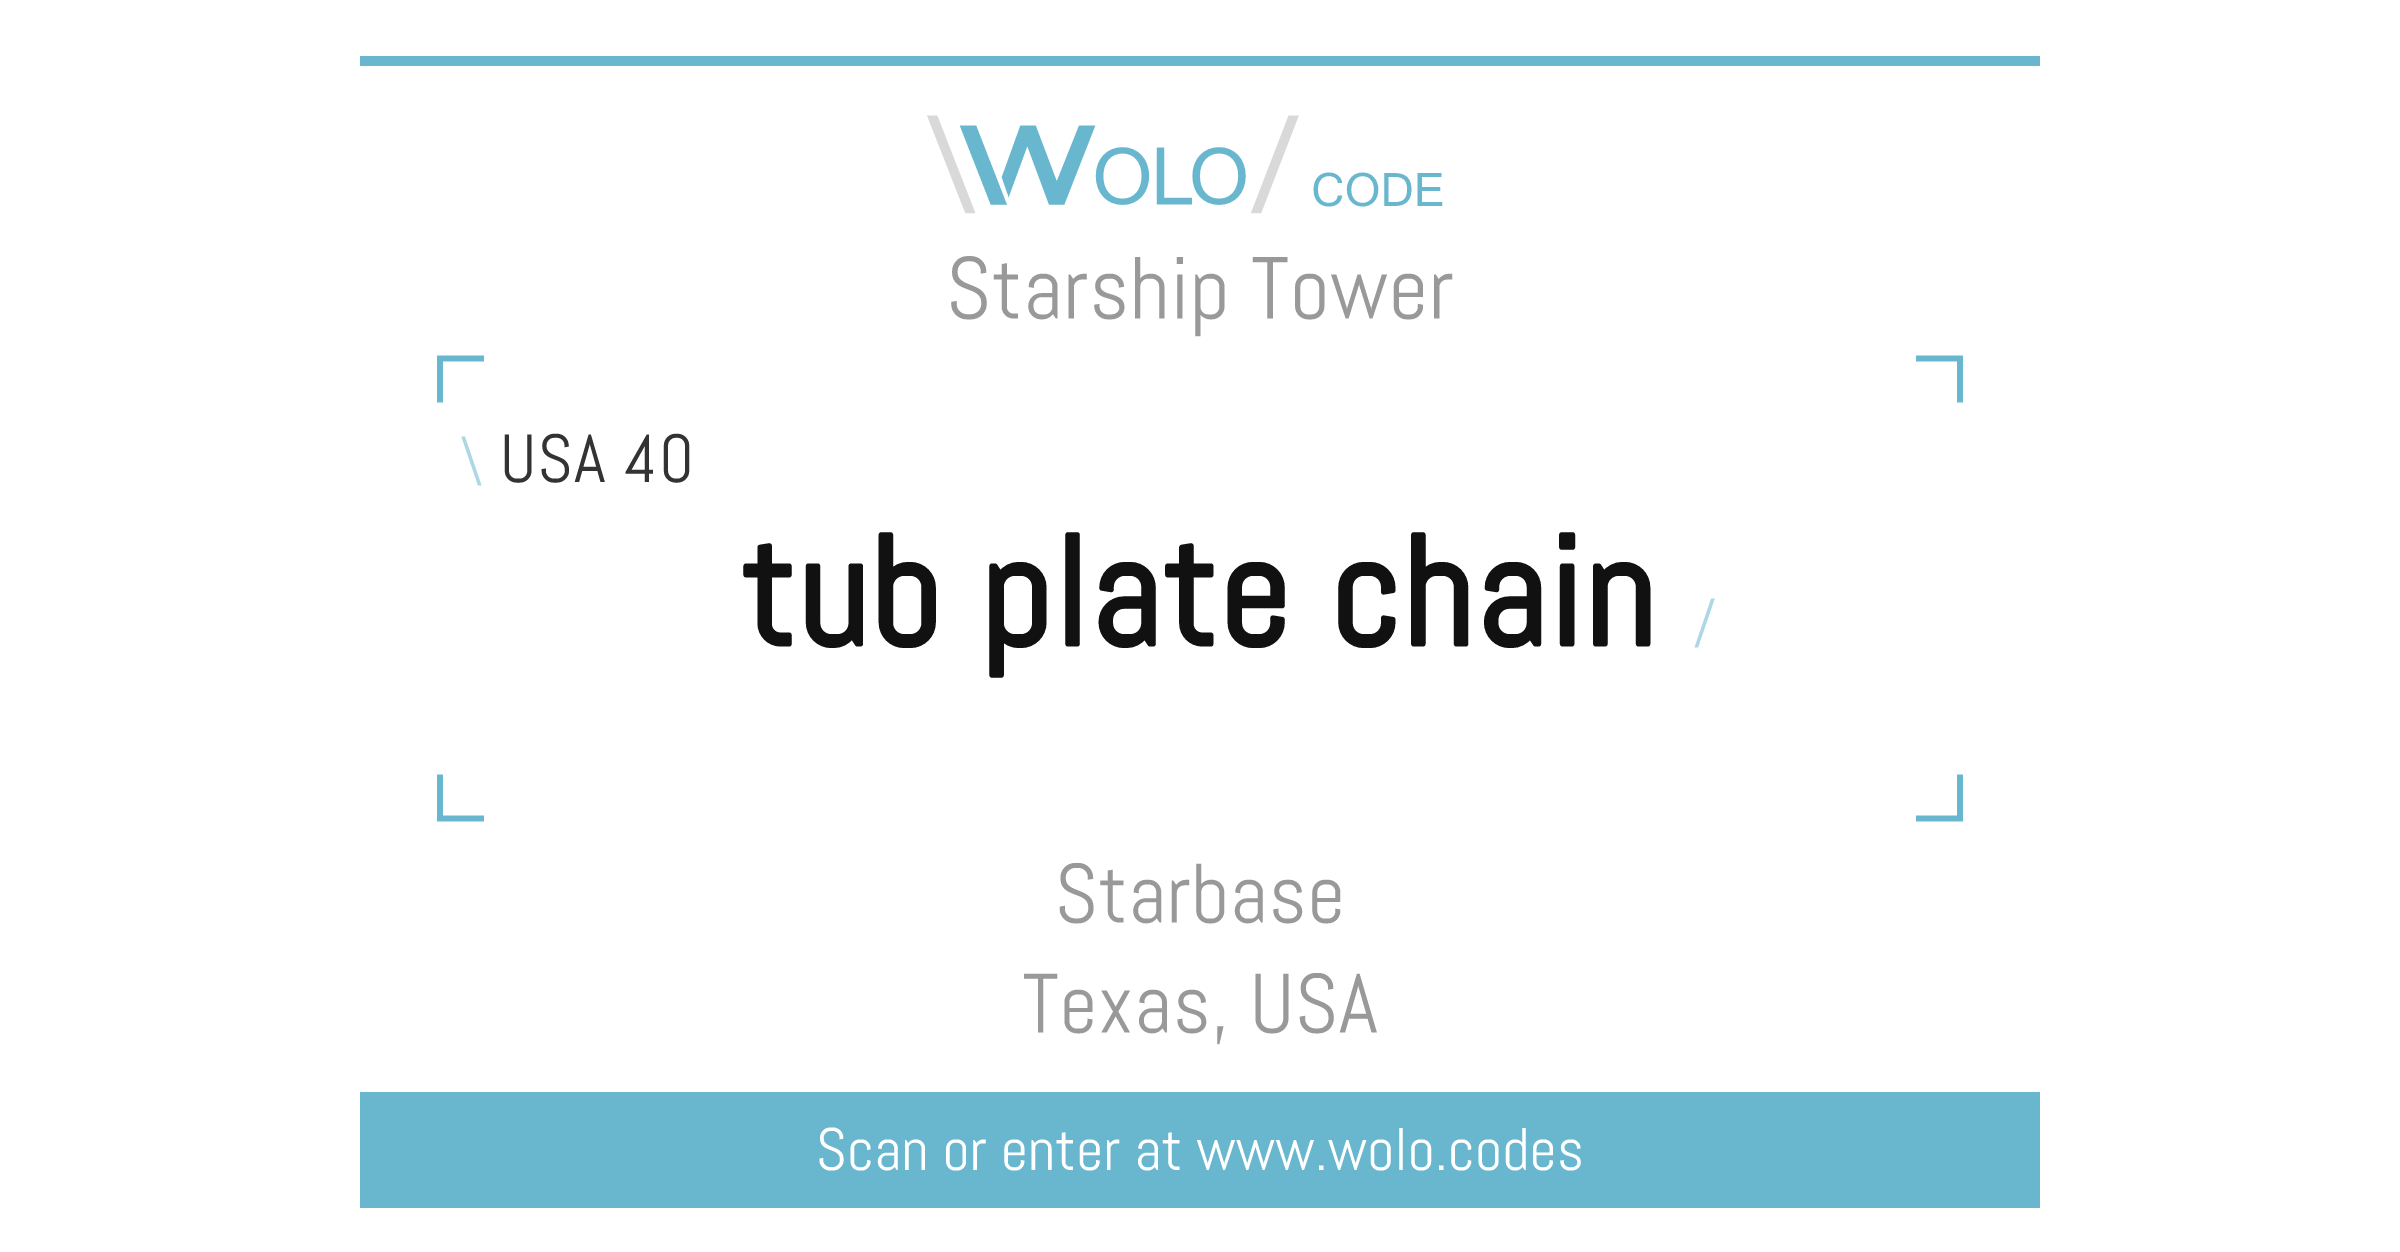 \WOLO/ CODE
Starship Tower
\ USA 40
tub plate chain /
Starbase
Texas, USA
Scan or enter at www.wolo.codes